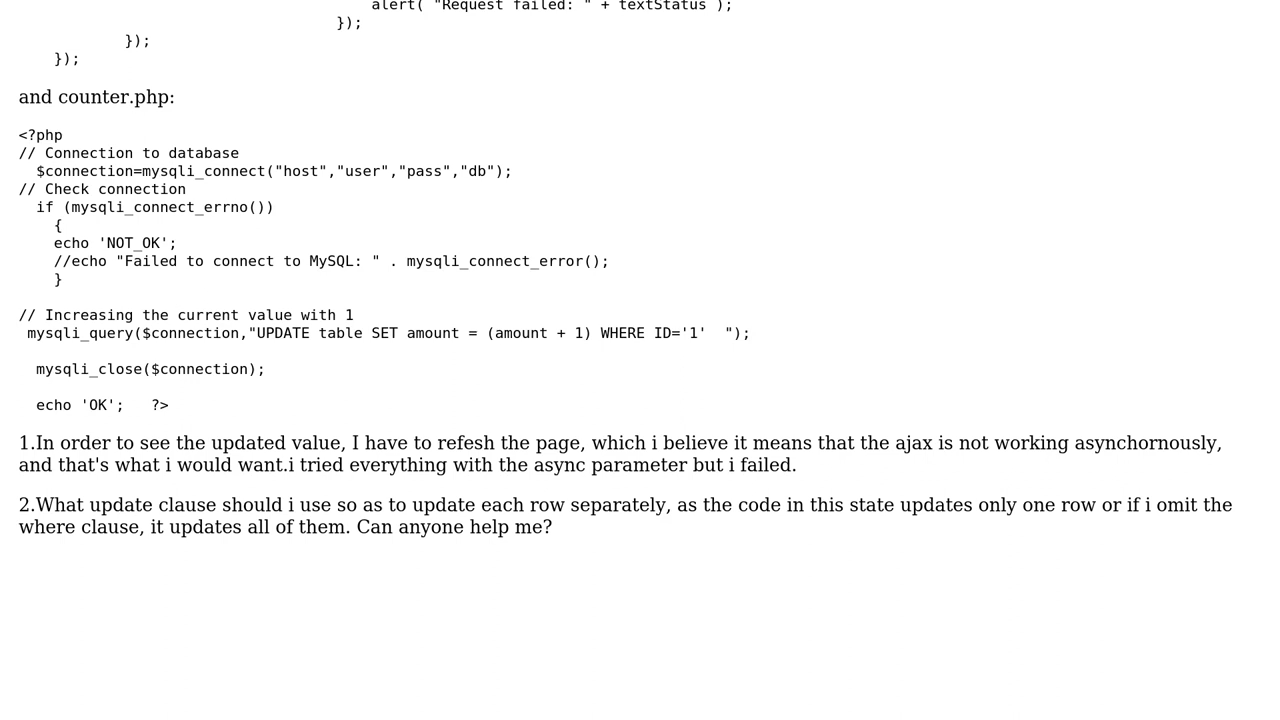 alert( "Request failed: " + textStatus );
});
});
});
and counter.php:
<?php
// Connection to database
$connection=mysqli_connect("host","user","pass","db");
// Check connection
if (mysqli_connect_errno())
{
echo 'NOT_OK';
//echo "Failed to connect to MySQL: " . mysqli_connect_error();
}
// Increasing the current value with 1
mysqli_query($connection,"UPDATE table SET amount = (amount + 1) WHERE ID='1'  ");
mysqli_close($connection);
echo 'OK';   ?>
1.In order to see the updated value, I have to refesh the page, which i believe it means that the ajax is not working asynchornously,
and that's what i would want.i tried everything with the async parameter but i failed.
2.What update clause should i use so as to update each row separately, as the code in this state updates only one row or if i omit the
where clause, it updates all of them. Can anyone help me?